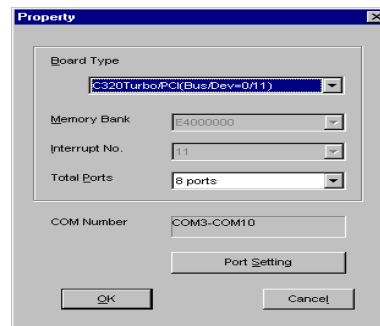 Property
Board Type
C320Turbo/PCI(Bus/Dev=0/11)
Memory Bank
E4000000
Interrupt No.
11
Total Ports
8 ports
COM Number
COM3-COM10
Port Setting
OK
Cancel